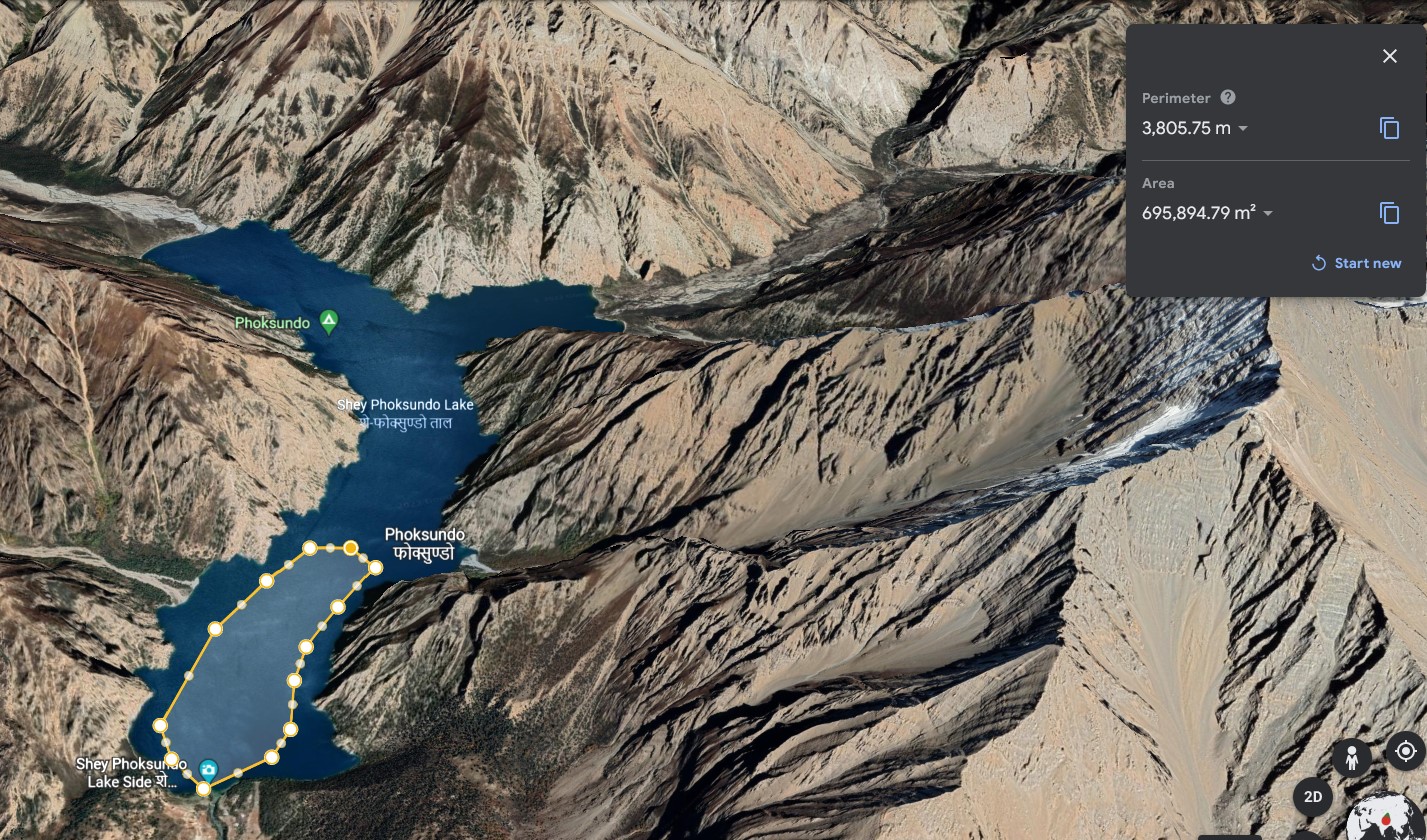 Perimeter ?
3,805.75 m
Area
695,894.79 m²
Start new
Phoksundo
Shey Phoksundo Lake
शे-फोक्सुण्डो ताल
Phoksundo
फोक्सुण्डो
Shey Phoksundo
Lake Side शे...
2D